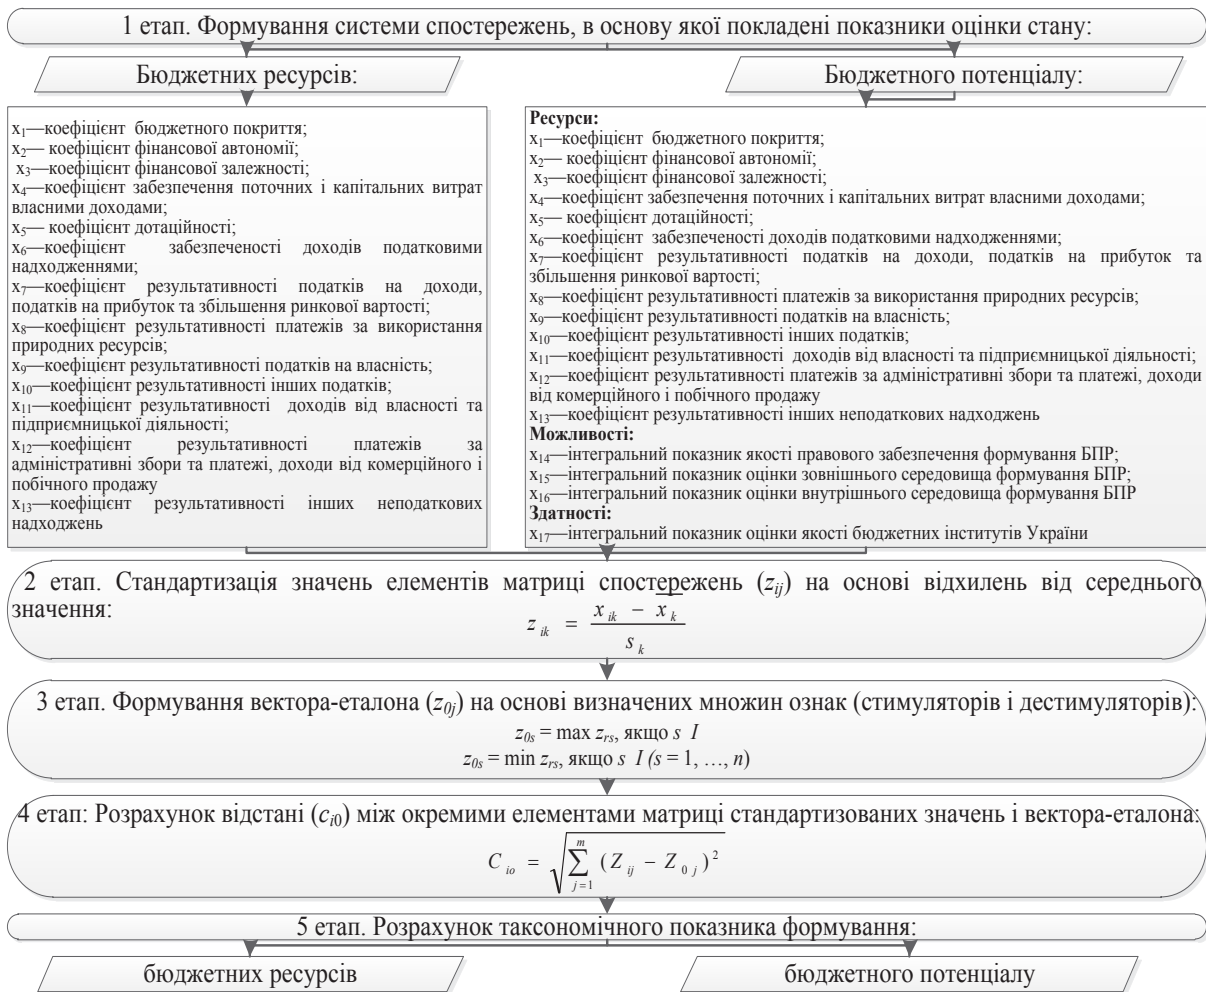 1 етап. Формування системи спостережень, в основу якої покладені показники оцінки стану:
Бюджетних ресурсів:
Бюджетного потенціалу:
x₁—коефіцієнт бюджетного покриття;
x₂— коефіцієнт фінансової автономії;
x₃—коефіцієнт фінансової залежності;
x₄—коефіцієнт забезпечення поточних і капітальних витрат
власними доходами;
x₅— коефіцієнт дотаційності;
x₆—коефіцієнт забезпеченості доходів податковими
надходженнями;
x₇—коефіцієнт результативності податків на доходи,
податків на прибуток та збільшення ринкової вартості;
x₈—коефіцієнт результативності платежів за використання
природних ресурсів;
x₉—коефіцієнт результативності податків на власність;
x₁₀—коефіцієнт результативності інших податків;
x₁₁—коефіцієнт результативності доходів від власності та
підприємницької діяльності;
x₁₂—коефіцієнт результативності платежів за
адміністративні збори та платежі, доходи від комерційного і
побічного продажу
x₁₃—коефіцієнт результативності інших неподаткових
надходжень
Ресурси:
x₁—коефіцієнт бюджетного покриття;
x₂— коефіцієнт фінансової автономії;
x₃—коефіцієнт фінансової залежності;
x₄—коефіцієнт забезпечення поточних і капітальних витрат власними доходами;
x₅— коефіцієнт дотаційності;
x₆—коефіцієнт забезпеченості доходів податковими надходженнями;
x₇—коефіцієнт результативності податків на доходи, податків на прибуток та
збільшення ринкової вартості;
x₈—коефіцієнт результативності платежів за використання природних ресурсів;
x₉—коефіцієнт результативності податків на власність;
x₁₀—коефіцієнт результативності інших податків;
x₁₁—коефіцієнт результативності доходів від власності та підприємницької діяльності;
x₁₂—коефіцієнт результативності платежів за адміністративні збори та платежі, доходи
від комерційного і побічного продажу
x₁₃—коефіцієнт результативності інших неподаткових надходжень
Можливості:
x₁₄—інтегральний показник якості правового забезпечення формування БПР;
x₁₅—інтегральний показник оцінки зовнішнього середовища формування БПР;
x₁₆—інтегральний показник оцінки внутрішнього середовища формування БПР
Здатності:
x₁₇—інтегральний показник оцінки якості бюджетних інститутів України
2 етап. Стандартизація значень елементів матриці спостережень (z_ij) на основі відхилень від середнього
значення:
z_ik = (x_ik − x̄_k) / s_k
3 етап. Формування вектора-еталона (z_0j) на основі визначених множин ознак (стимуляторів і дестимуляторів):
z_0s = max z_rs, якщо s I
z_0s = min z_rs, якщо s I (s = 1, …, n)
4 етап: Розрахунок відстані (c_i0) між окремими елементами матриці стандартизованих значень і вектора-еталона:
C_io = √(∑_{j=1}^{m} (Z_ij − Z_0j)²)
5 етап. Розрахунок таксономічного показника формування:
бюджетних ресурсів
бюджетного потенціалу